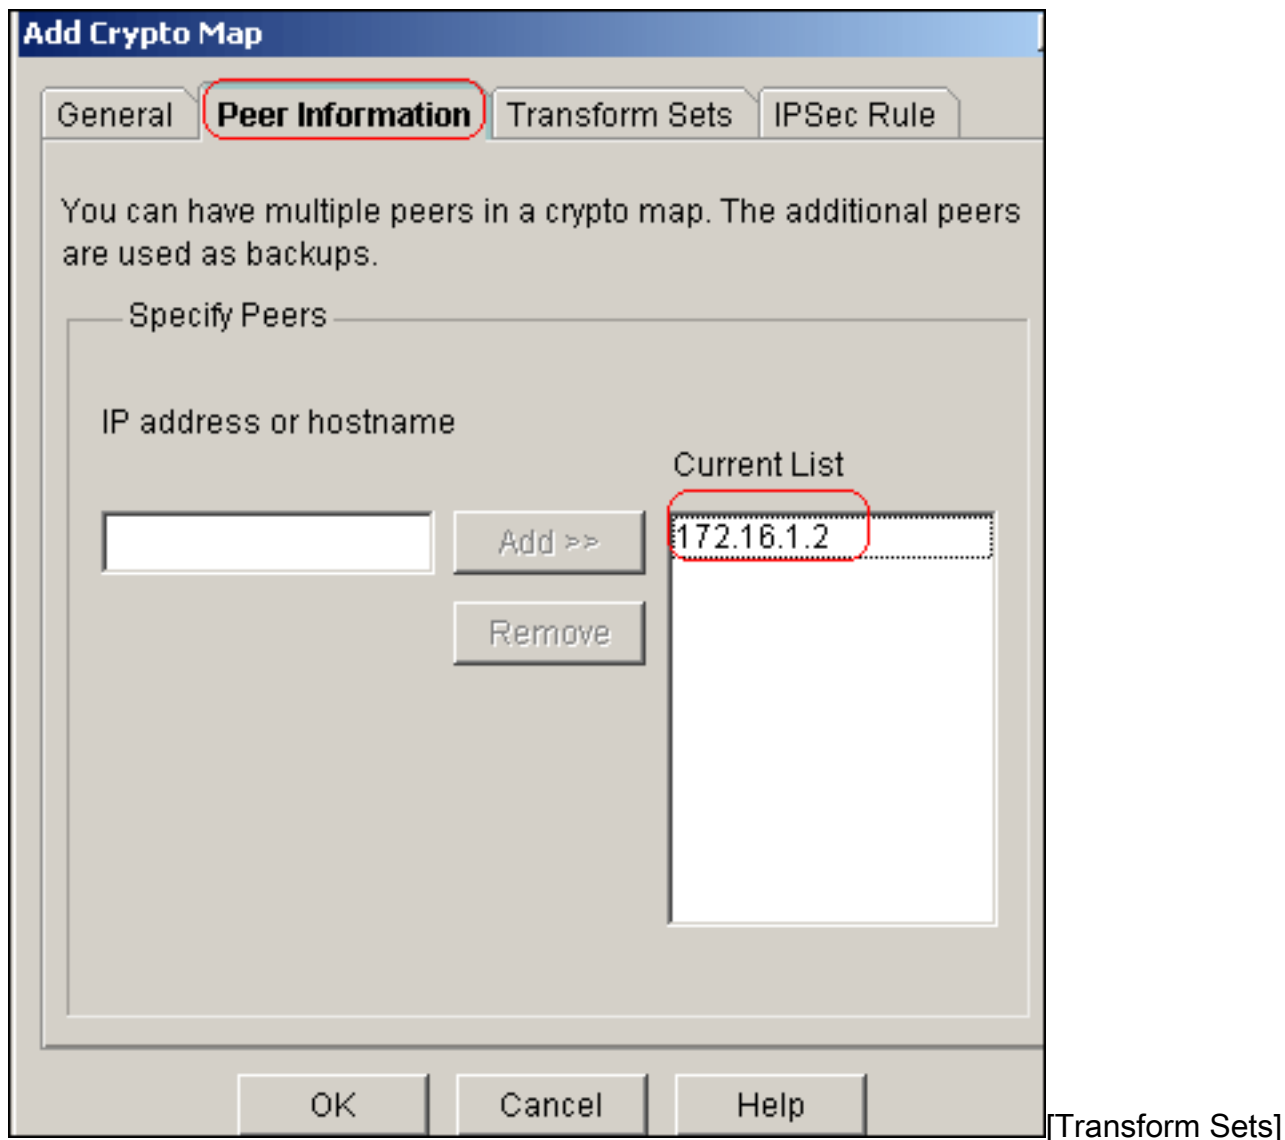 Add Crypto Map
General Peer Information Transform Sets IPSec Rule
You can have multiple peers in a crypto map. The additional peers
are used as backups.
Specify Peers
IP address or hostname
Current List
Add >>
172.16.1.2
Remove
OK Cancel Help
[Transform Sets]